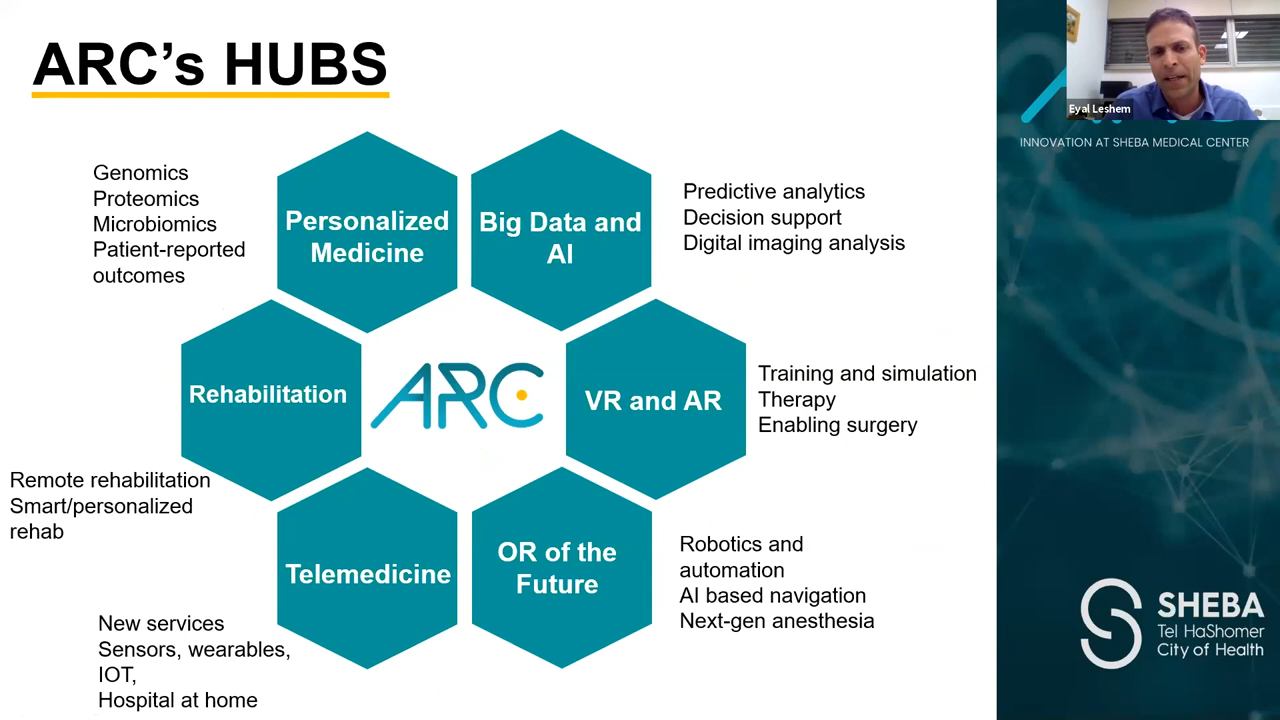 ARC's HUBS
Genomics
Proteomics
Microbiomics
Patient-reported
outcomes
Personalized
Medicine
Big Data and
AI
Predictive analytics
Decision support
Digital imaging analysis
Rehabilitation
ARC
VR and AR
Training and simulation
Therapy
Enabling surgery
Remote rehabilitation
Smart/personalized
rehab
Telemedicine
OR of the
Future
Robotics and
automation
AI based navigation
Next-gen anesthesia
New services
Sensors, wearables,
IOT,
Hospital at home
Eyal Leshem
INNOVATION AT SHEBA MEDICAL CENTER
SHEBA
Tel HaShomer
City of Health